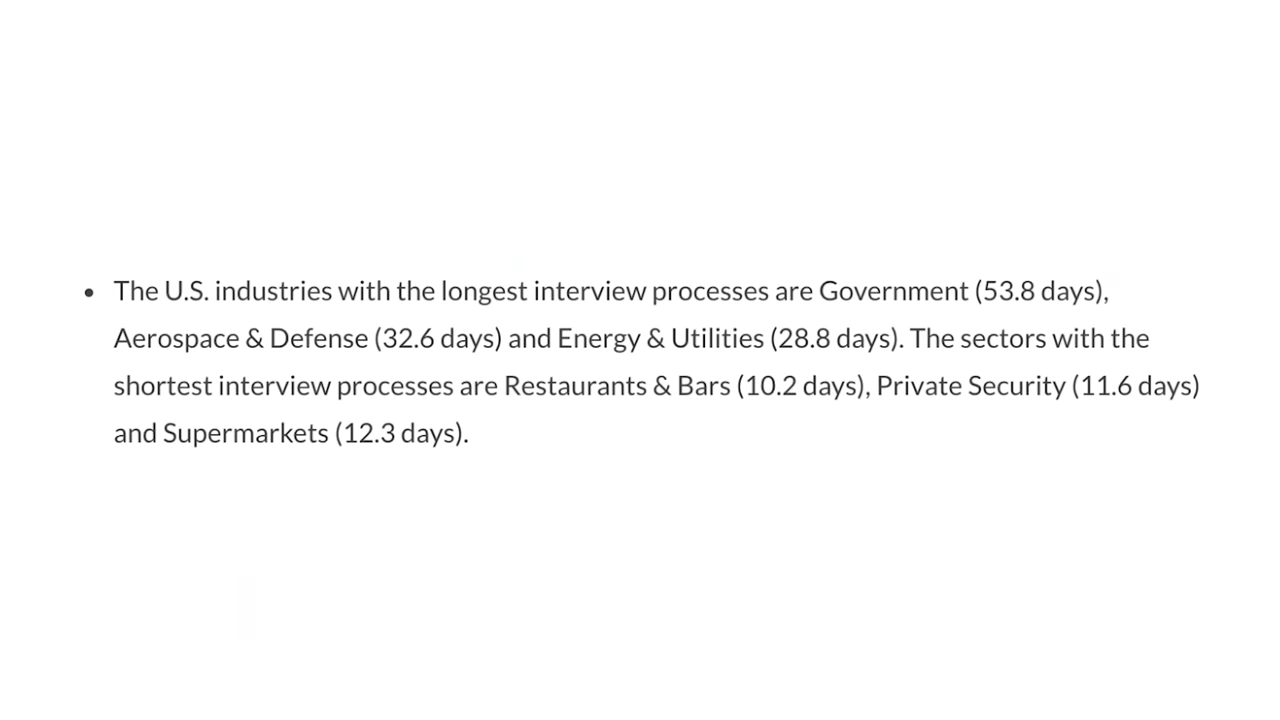 • The U.S. industries with the longest interview processes are Government (53.8 days),
Aerospace & Defense (32.6 days) and Energy & Utilities (28.8 days). The sectors with the
shortest interview processes are Restaurants & Bars (10.2 days), Private Security (11.6 days)
and Supermarkets (12.3 days).